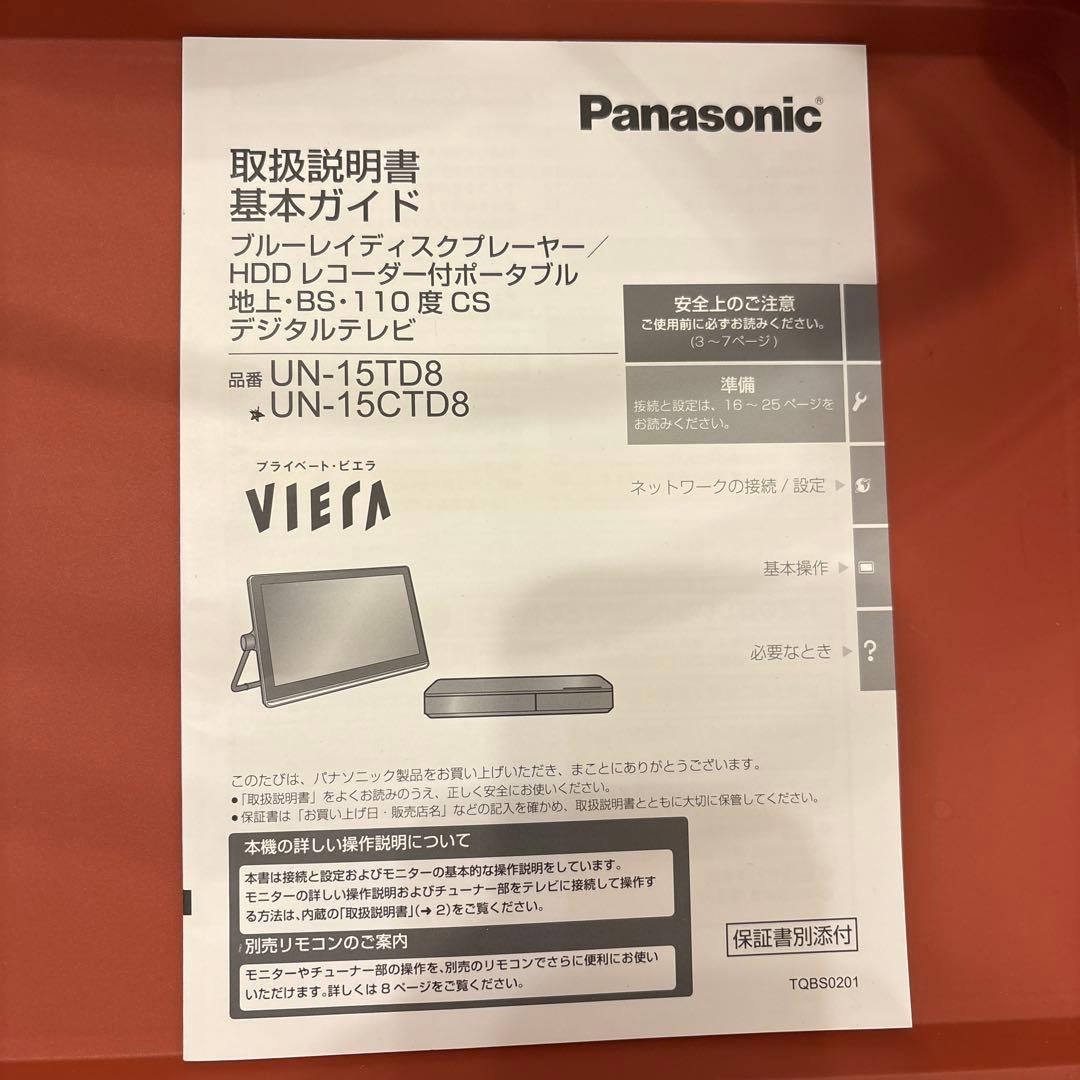 Panasonic®
取扱説明書
基本ガイド
ブルーレイディスクプレーヤー/
HDD レコーダー付ポータブル
地上・BS・110 度 CS
デジタルテレビ
品番 UN-15TD8
UN-15CTD8
プライベート・ビエラ
VIERA
安全上のご注意
ご使用前に必ずお読みください。
(3～7ページ)
準備
接続と設定は、16～25 ページを
お読みください。
ネットワークの接続 / 設定 ▶
基本操作 ▶
必要なとき ▶ ?
このたびは、パナソニック製品をお買い上げいただき、まことにありがとうございます。
●「取扱説明書」をよくお読みのうえ、正しく安全にお使いください。
●保証書は「お買い上げ日・販売店名」などの記入を確かめ、取扱説明書とともに大切に保管してください。
本機の詳しい操作説明について
本書は接続と設定およびモニターの基本的な操作説明をしています。
モニターの詳しい操作説明およびチューナー部をテレビに接続して操作す
る方法は、内蔵の「取扱説明書」(➜ 2)をご覧ください。
別売リモコンのご案内
モニターやチューナー部の操作を、別売のリモコンでさらに便利にお使い
いただけます。詳しくは 8 ページをご覧ください。
保証書別添付
TQBS0201